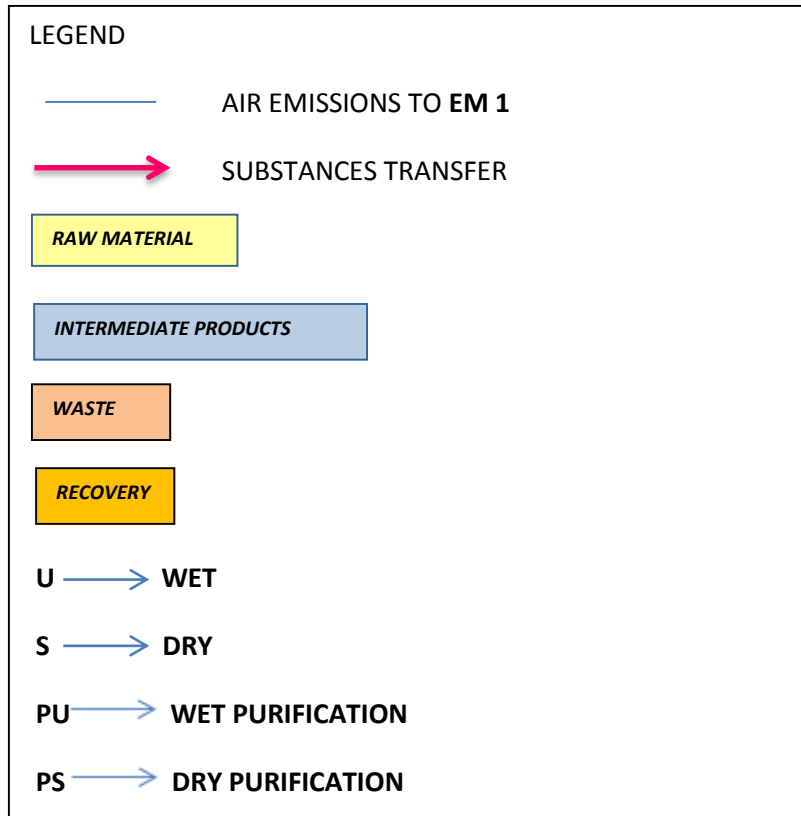 LEGEND
AIR EMISSIONS TO EM 1
SUBSTANCES TRANSFER
RAW MATERIAL
INTERMEDIATE PRODUCTS
WASTE
RECOVERY
U WET
S DRY
PU WET PURIFICATION
PS DRY PURIFICATION